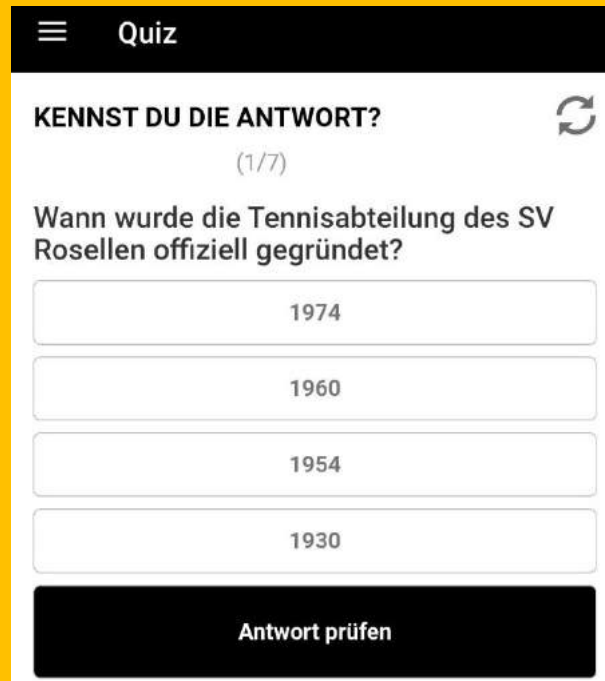 Quiz
KENNST DU DIE ANTWORT?
(1/7)
Wann wurde die Tennisabteilung des SV
Rosellen offiziell gegründet?
1974
1960
1954
1930
Antwort prüfen